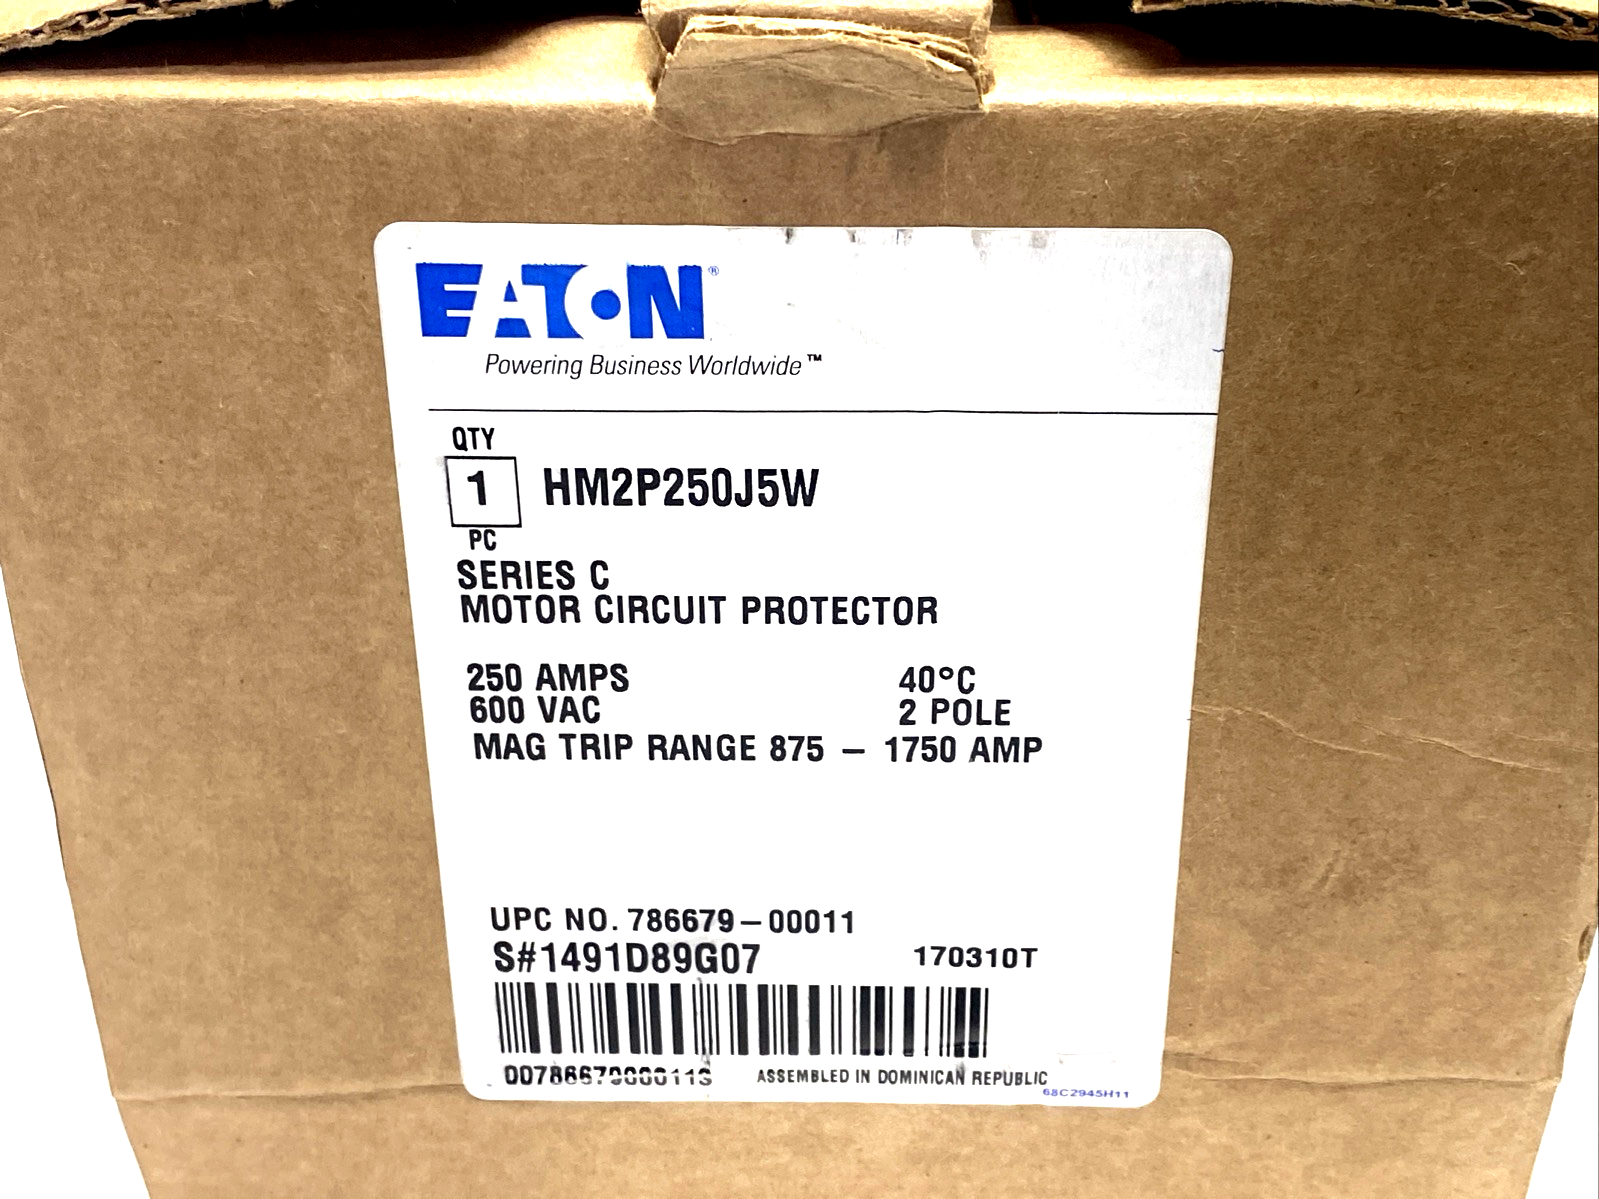 EATON®
Powering Business Worldwide™
QTY
1 HM2P250J5W
PC
SERIES C
MOTOR CIRCUIT PROTECTOR
250 AMPS 40°C
600 VAC 2 POLE
MAG TRIP RANGE 875 – 1750 AMP
UPC NO. 786679–00011
S#1491D89G07 170310T
ASSEMBLED IN DOMINICAN REPUBLIC
68C2945H11